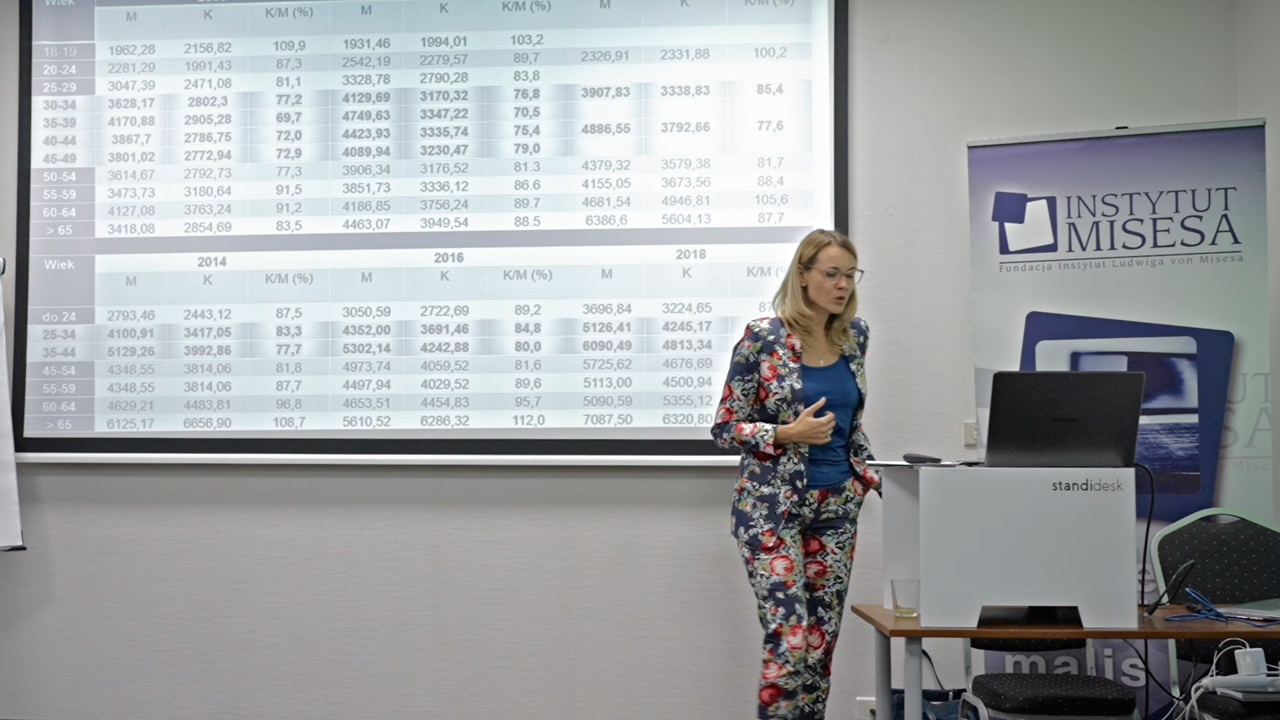 Wiek
M K K/M (%) M K K/M (%) M K K/M (%)
18-19 1962,28 2156,82 109,9 1931,46 1994,01 103,2
20-24 2281,29 1991,43 87,3 2542,19 2279,57 89,7 2326,91 2331,88 100,2
25-29 3047,39 2471,08 81,1 3328,78 2790,28 83,8
30-34 3628,17 2802,3 77,2 4129,69 3170,32 76,8 3907,83 3338,83 85,4
35-39 4170,88 2905,28 69,7 4749,63 3347,22 70,5
40-44 3867,7 2786,75 72,0 4423,93 3335,74 75,4 4886,55 3792,66 77,6
45-49 3801,02 2772,94 72,9 4089,94 3230,47 79,0
50-54 3614,67 2792,73 77,3 3906,34 3176,52 81.3 4379,32 3579,38 81,7
55-59 3473,73 3180,64 91,5 3851,73 3336,12 86.6 4155,05 3673,56 88,4
60-64 4127,08 3763,24 91,2 4186,85 3756,24 89.7 4681,54 4946,81 105,6
> 65 3418,08 2854,69 83,5 4463,07 3949,54 88.5 6386,6 5604,13 87,7
Wiek 2014 2016 2018
M K K/M (%) M K K/M (%) M K
do 24 2793,46 2443,12 87,5 3050,59 2722,69 89,2 3696,84 3224,65
25-34 4100,91 3417,05 83,3 4352,00 3691,46 84,8 5126,41 4245,17
35-44 5129,26 3992,86 77,7 5302,14 4242,88 80,0 6090,49 4813,34
45-54 4348,55 3814,06 81,8 4973,74 4059,52 81,6 5725,62 4676,69
55-59 4348,55 3814,06 87,7 4497,94 4029,52 89,6 5113,00 4500,94
60-64 4629,21 4483,81 96,8 4653,51 4454,83 95,7 5090,59 5355,12
> 65 6125,17 6656,90 108,7 5610,52 6286,32 112,0 7087,50 6320,80
INSTYTUT
MISESA
Fundacja Instytut Ludwiga von Misesa
standidesk
malis